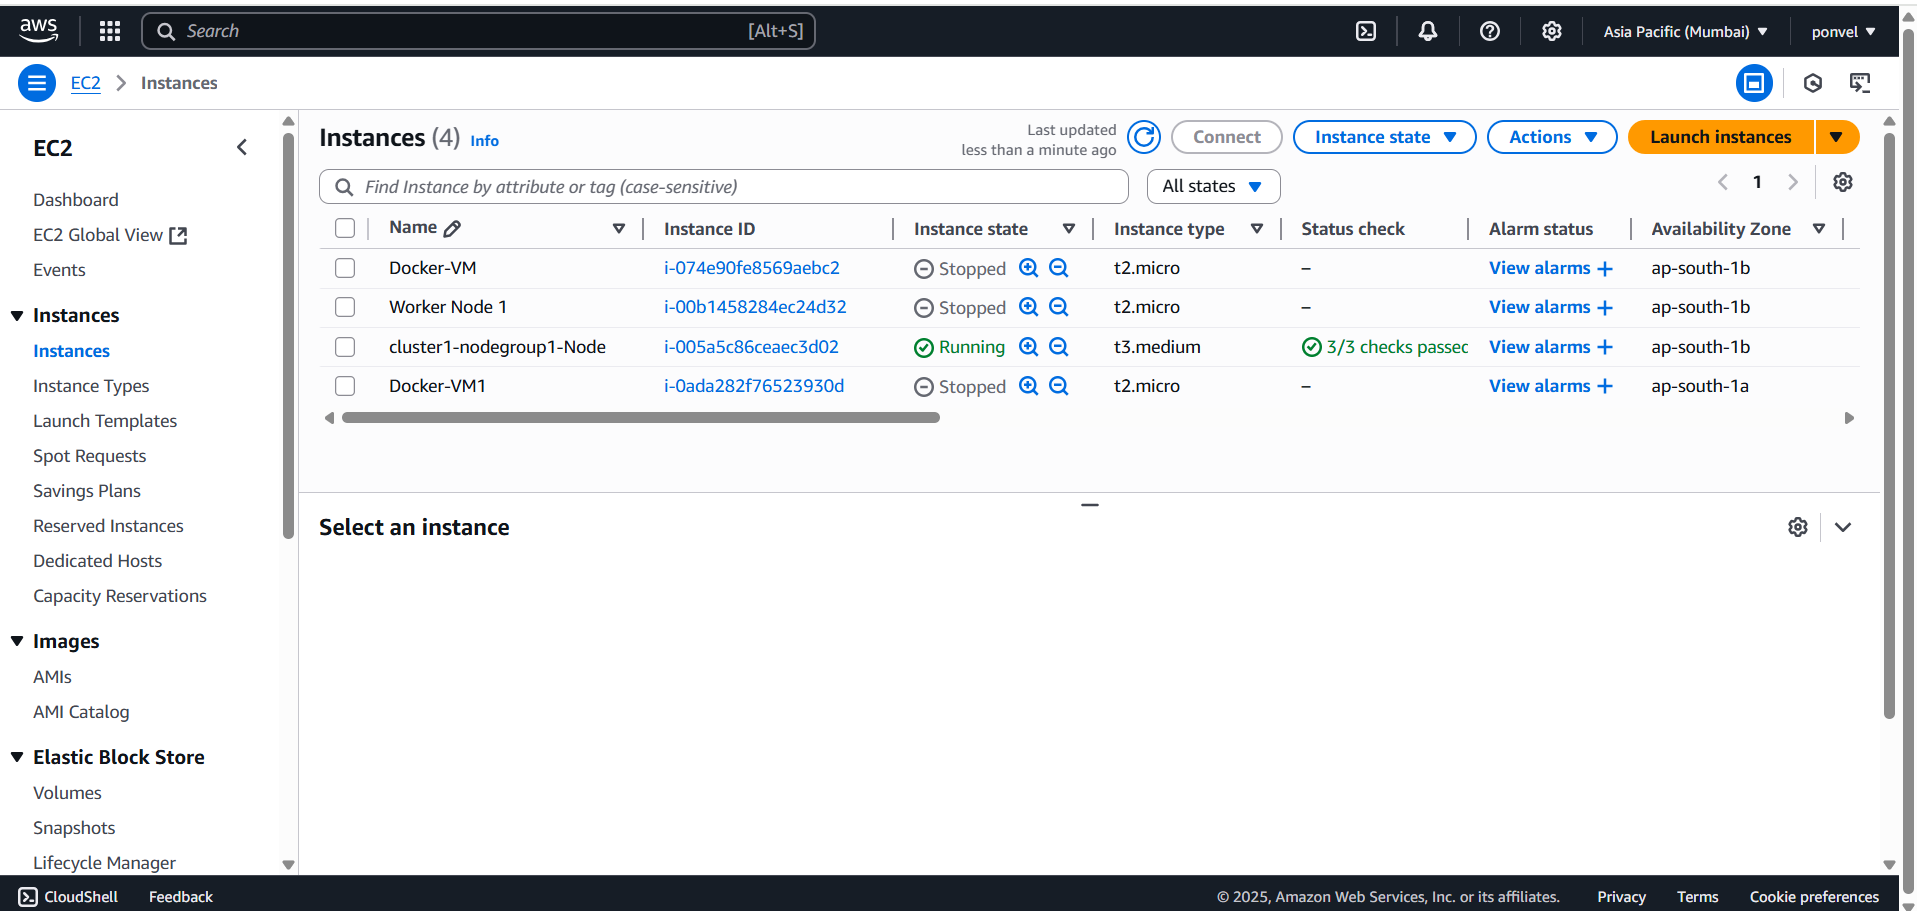 aws
Search [Alt+S]
Asia Pacific (Mumbai)
ponvel
EC2 Instances
EC2
Dashboard
EC2 Global View
Events
Instances
Instances
Instance Types
Launch Templates
Spot Requests
Savings Plans
Reserved Instances
Dedicated Hosts
Capacity Reservations
Images
AMIs
AMI Catalog
Elastic Block Store
Volumes
Snapshots
Lifecycle Manager
Instances (4) Info
Last updated
less than a minute ago
Connect
Instance state
Actions
Launch instances
Find Instance by attribute or tag (case-sensitive)
All states
1
Name Instance ID Instance state Instance type Status check Alarm status Availability Zone
Docker-VM i-074e90fe8569aebc2 Stopped t2.micro – View alarms + ap-south-1b
Worker Node 1 i-00b1458284ec24d32 Stopped t2.micro – View alarms + ap-south-1b
cluster1-nodegroup1-Node i-005a5c86ceaec3d02 Running t3.medium 3/3 checks passed View alarms + ap-south-1b
Docker-VM1 i-0ada282f76523930d Stopped t2.micro – View alarms + ap-south-1a
Select an instance
CloudShell Feedback
© 2025, Amazon Web Services, Inc. or its affiliates. Privacy Terms Cookie preferences